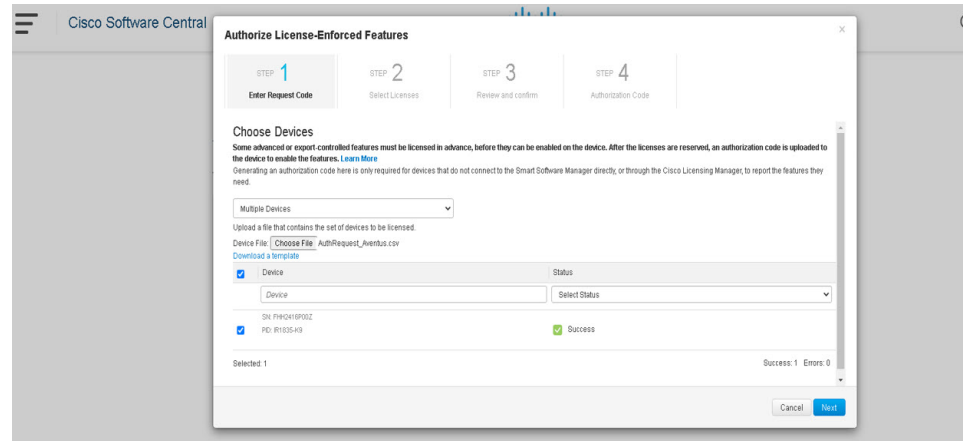 Cisco Software Central
Authorize License-Enforced Features
STEP 1
Enter Request Code
STEP 2
Select Licenses
STEP 3
Review and confirm
STEP 4
Authorization Code
Choose Devices
Some advanced or export-controlled features must be licensed in advance, before they can be enabled on the device. After the licenses are reserved, an authorization code is uploaded to
the device to enable the features. Learn More
Generating an authorization code here is only required for devices that do not connect to the Smart Software Manager directly, or through the Cisco Licensing Manager, to report the features they
need.
Multiple Devices
Upload a file that contains the set of devices to be licensed.
Device File: Choose File AuthRequest_Aventus.csv
Download a template
Device Status
Device Select Status
SN: FHH2416P00Z
PID: IR1835-K9 Success
Selected: 1 Success: 1 Errors: 0
Cancel Next